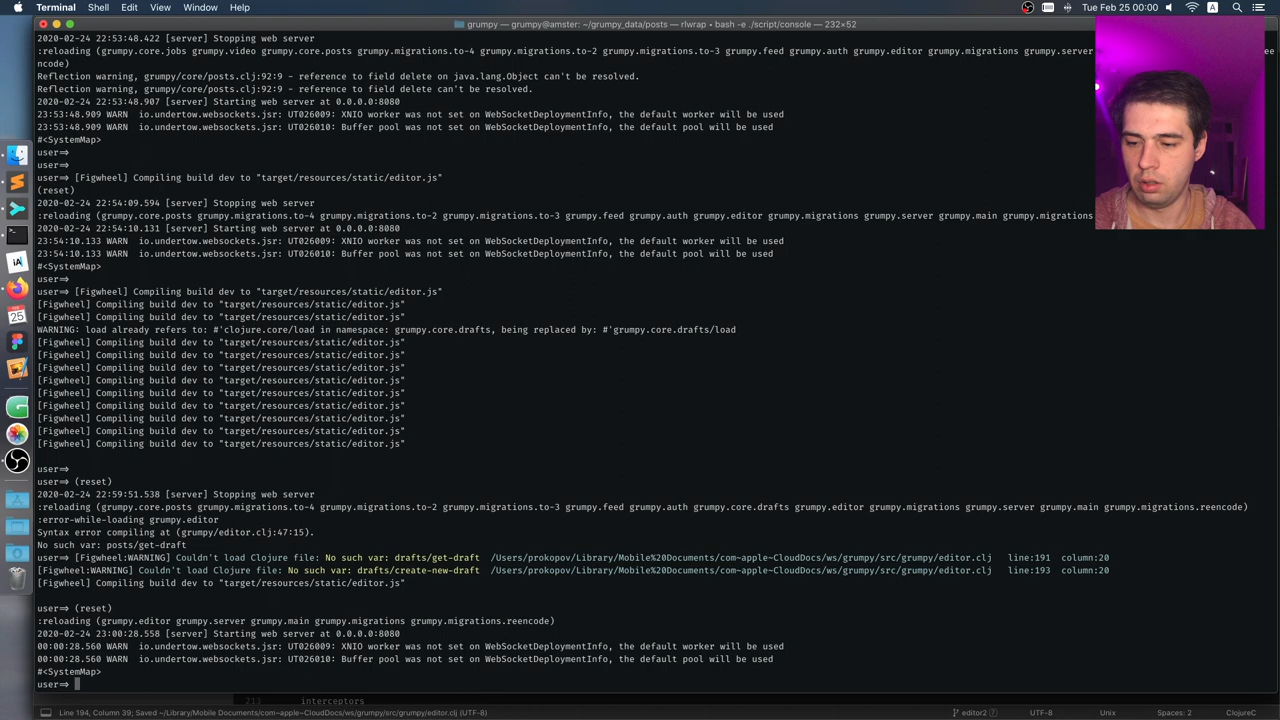 Terminal Shell Edit View Window Help Tue Feb 25 00:00
grumpy — grumpy@amster: ~/grumpy_data/posts — rlwrap • bash -e ./script/console — 232×52
2020-02-24 22:53:48.422 [server] Stopping web server
:reloading (grumpy.core.jobs grumpy.video grumpy.core.posts grumpy.migrations.to-4 grumpy.migrations.to-2 grumpy.migrations.to-3 grumpy.feed grumpy.auth grumpy.editor grumpy.migrations grumpy.server
ncode)
Reflection warning, grumpy/core/posts.clj:92:9 - reference to field delete on java.lang.Object can't be resolved.
Reflection warning, grumpy/core/posts.clj:92:9 - reference to field delete can't be resolved.
2020-02-24 22:53:48.907 [server] Starting web server at 0.0.0.0:8080
23:53:48.909 WARN  io.undertow.websockets.jsr: UT026009: XNIO worker was not set on WebSocketDeploymentInfo, the default worker will be used
23:53:48.909 WARN  io.undertow.websockets.jsr: UT026010: Buffer pool was not set on WebSocketDeploymentInfo, the default pool will be used
#<SystemMap>
user=>
user=>
user=> [Figwheel] Compiling build dev to "target/resources/static/editor.js"
(reset)
2020-02-24 22:54:09.594 [server] Stopping web server
:reloading (grumpy.core.posts grumpy.migrations.to-4 grumpy.migrations.to-2 grumpy.migrations.to-3 grumpy.feed grumpy.auth grumpy.editor grumpy.migrations grumpy.server grumpy.main grumpy.migrations
2020-02-24 22:54:10.131 [server] Starting web server at 0.0.0.0:8080
23:54:10.133 WARN  io.undertow.websockets.jsr: UT026009: XNIO worker was not set on WebSocketDeploymentInfo, the default worker will be used
23:54:10.133 WARN  io.undertow.websockets.jsr: UT026010: Buffer pool was not set on WebSocketDeploymentInfo, the default pool will be used
#<SystemMap>
user=>
user=> [Figwheel] Compiling build dev to "target/resources/static/editor.js"
[Figwheel] Compiling build dev to "target/resources/static/editor.js"
[Figwheel] Compiling build dev to "target/resources/static/editor.js"
WARNING: load already refers to: #'clojure.core/load in namespace: grumpy.core.drafts, being replaced by: #'grumpy.core.drafts/load
[Figwheel] Compiling build dev to "target/resources/static/editor.js"
[Figwheel] Compiling build dev to "target/resources/static/editor.js"
[Figwheel] Compiling build dev to "target/resources/static/editor.js"
[Figwheel] Compiling build dev to "target/resources/static/editor.js"
[Figwheel] Compiling build dev to "target/resources/static/editor.js"
[Figwheel] Compiling build dev to "target/resources/static/editor.js"
[Figwheel] Compiling build dev to "target/resources/static/editor.js"
[Figwheel] Compiling build dev to "target/resources/static/editor.js"
[Figwheel] Compiling build dev to "target/resources/static/editor.js"
user=>
user=> (reset)
2020-02-24 22:59:51.538 [server] Stopping web server
:reloading (grumpy.core.posts grumpy.migrations.to-4 grumpy.migrations.to-2 grumpy.migrations.to-3 grumpy.feed grumpy.auth grumpy.core.drafts grumpy.editor grumpy.migrations grumpy.server grumpy.main grumpy.migrations.reencode)
:error-while-loading grumpy.editor
Syntax error compiling at (grumpy/editor.clj:47:15).
No such var: posts/get-draft
user=> [Figwheel:WARNING] Couldn't load Clojure file: No such var: drafts/get-draft  /Users/prokopov/Library/Mobile%20Documents/com~apple~CloudDocs/ws/grumpy/src/grumpy/editor.clj   line:191  column:20
[Figwheel:WARNING] Couldn't load Clojure file: No such var: drafts/create-new-draft  /Users/prokopov/Library/Mobile%20Documents/com~apple~CloudDocs/ws/grumpy/src/grumpy/editor.clj   line:193  column:20
[Figwheel] Compiling build dev to "target/resources/static/editor.js"
user=> (reset)
:reloading (grumpy.editor grumpy.server grumpy.main grumpy.migrations grumpy.migrations.reencode)
2020-02-24 23:00:28.558 [server] Starting web server at 0.0.0.0:8080
00:00:28.560 WARN  io.undertow.websockets.jsr: UT026009: XNIO worker was not set on WebSocketDeploymentInfo, the default worker will be used
00:00:28.560 WARN  io.undertow.websockets.jsr: UT026010: Buffer pool was not set on WebSocketDeploymentInfo, the default pool will be used
#<SystemMap>
user=>
213 interceptors
Line 194, Column 39; Saved ~/Library/Mobile Documents/com~apple~CloudDocs/ws/grumpy/src/grumpy/editor.clj (UTF-8) editor2 UTF-8 Unix Spaces: 2 ClojureC